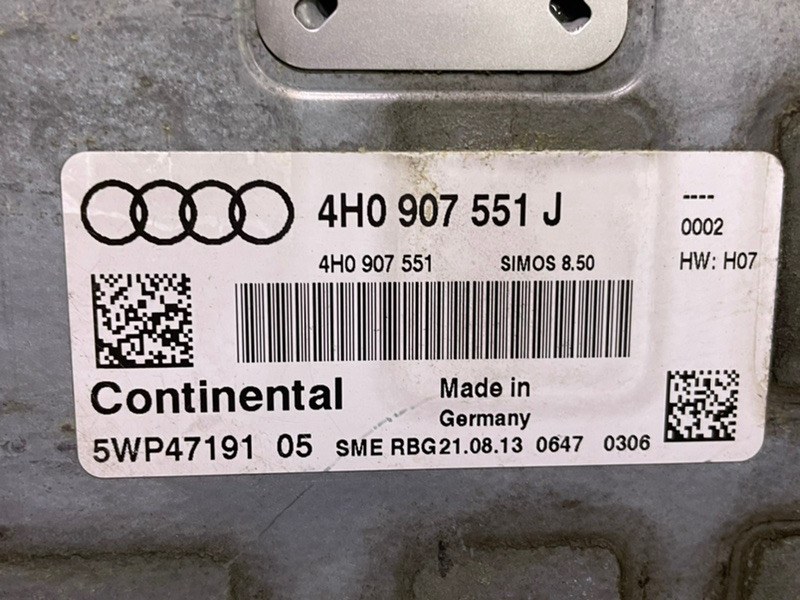 4H0 907 551 J
----
0002
4H0 907 551 SIMOS 8.50
HW: H07
Continental
Made in
Germany
5WP47191 05 SME RBG21.08.13 0647 0306